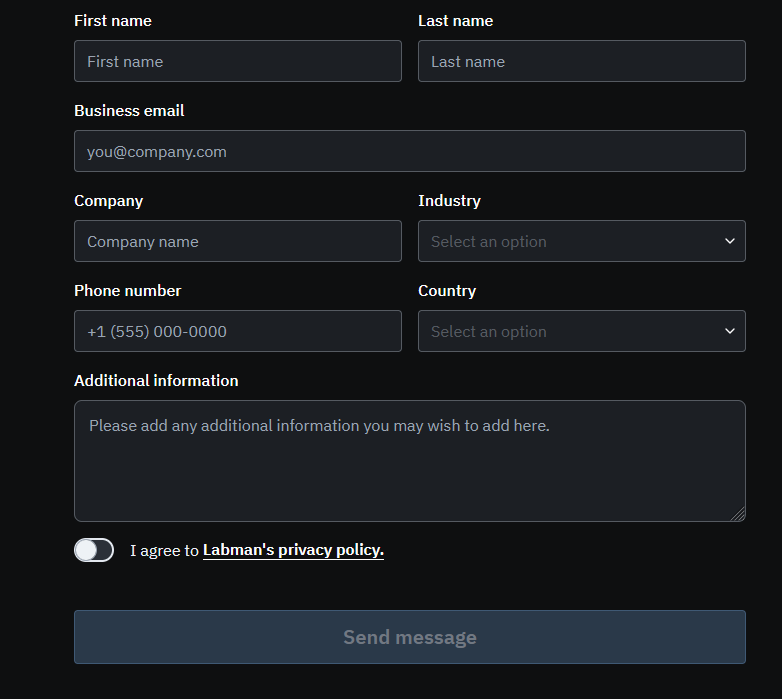 First name Last name
First name Last name
Business email
you@company.com
Company Industry
Company name Select an option
Phone number Country
+1 (555) 000-0000 Select an option
Additional information
Please add any additional information you may wish to add here.
I agree to Labman's privacy policy.
Send message